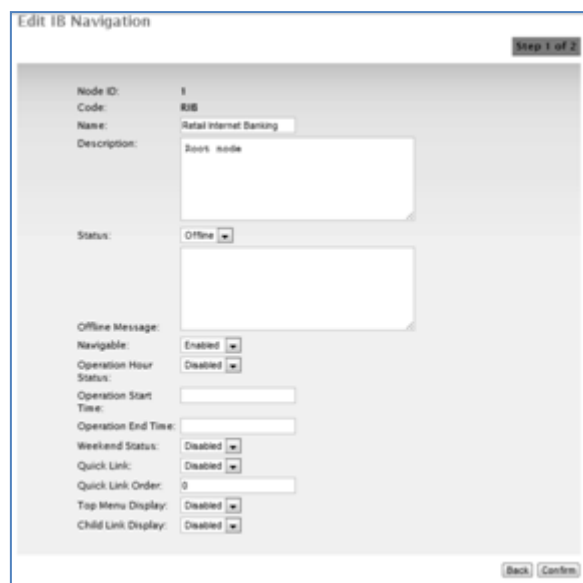 Edit IB Navigation
Step 1 of 2
Node ID: 1
Code: RIB
Name: Retail Internet Banking
Description: Root node
Status: Offline
Offline Message:
Navigable: Enabled
Operation Hour Status: Disabled
Operation Start Time:
Operation End Time:
Weekend Status: Disabled
Quick Link: Disabled
Quick Link Order: 0
Top Menu Display: Disabled
Child Link Display: Disabled
Back Confirm